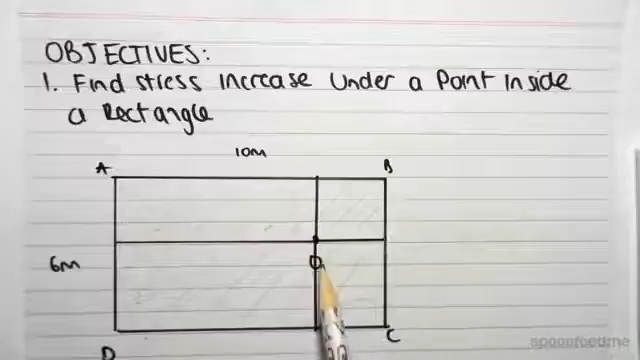 OBJECTIVES:
1. Find stress Increase Under a Point Inside
a Rectangle
10m
A
B
6m
O
D
C
spoonfeedme